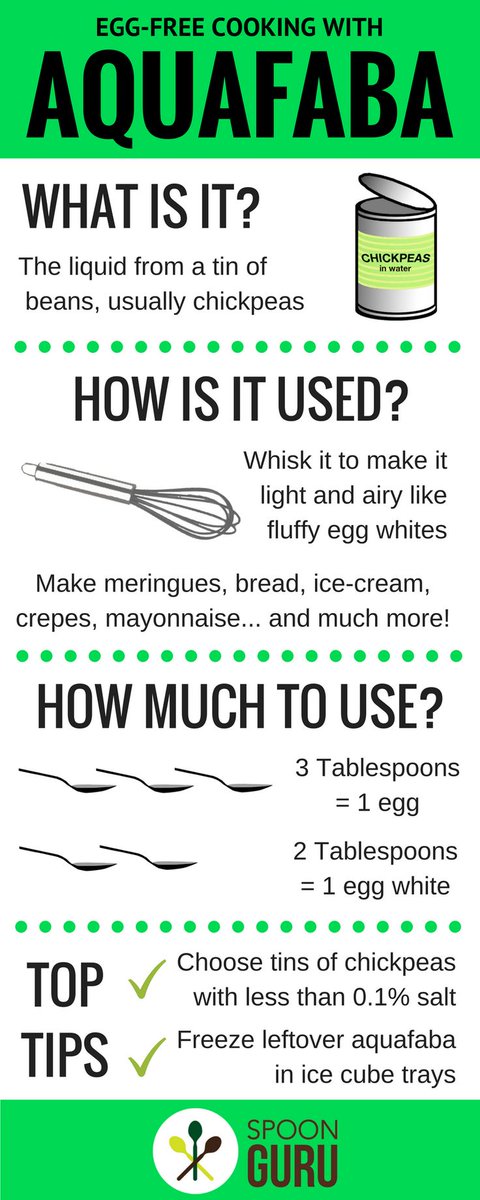 EGG-FREE COOKING WITH
AQUAFABA
WHAT IS IT?
The liquid from a tin of
beans, usually chickpeas
CHICKPEAS
in water
HOW IS IT USED?
Whisk it to make it
light and airy like
fluffy egg whites
Make meringues, bread, ice-cream,
crepes, mayonnaise... and much more!
HOW MUCH TO USE?
3 Tablespoons
= 1 egg
2 Tablespoons
= 1 egg white
TOP
TIPS
Choose tins of chickpeas
with less than 0.1% salt
Freeze leftover aquafaba
in ice cube trays
SPOON
GURU